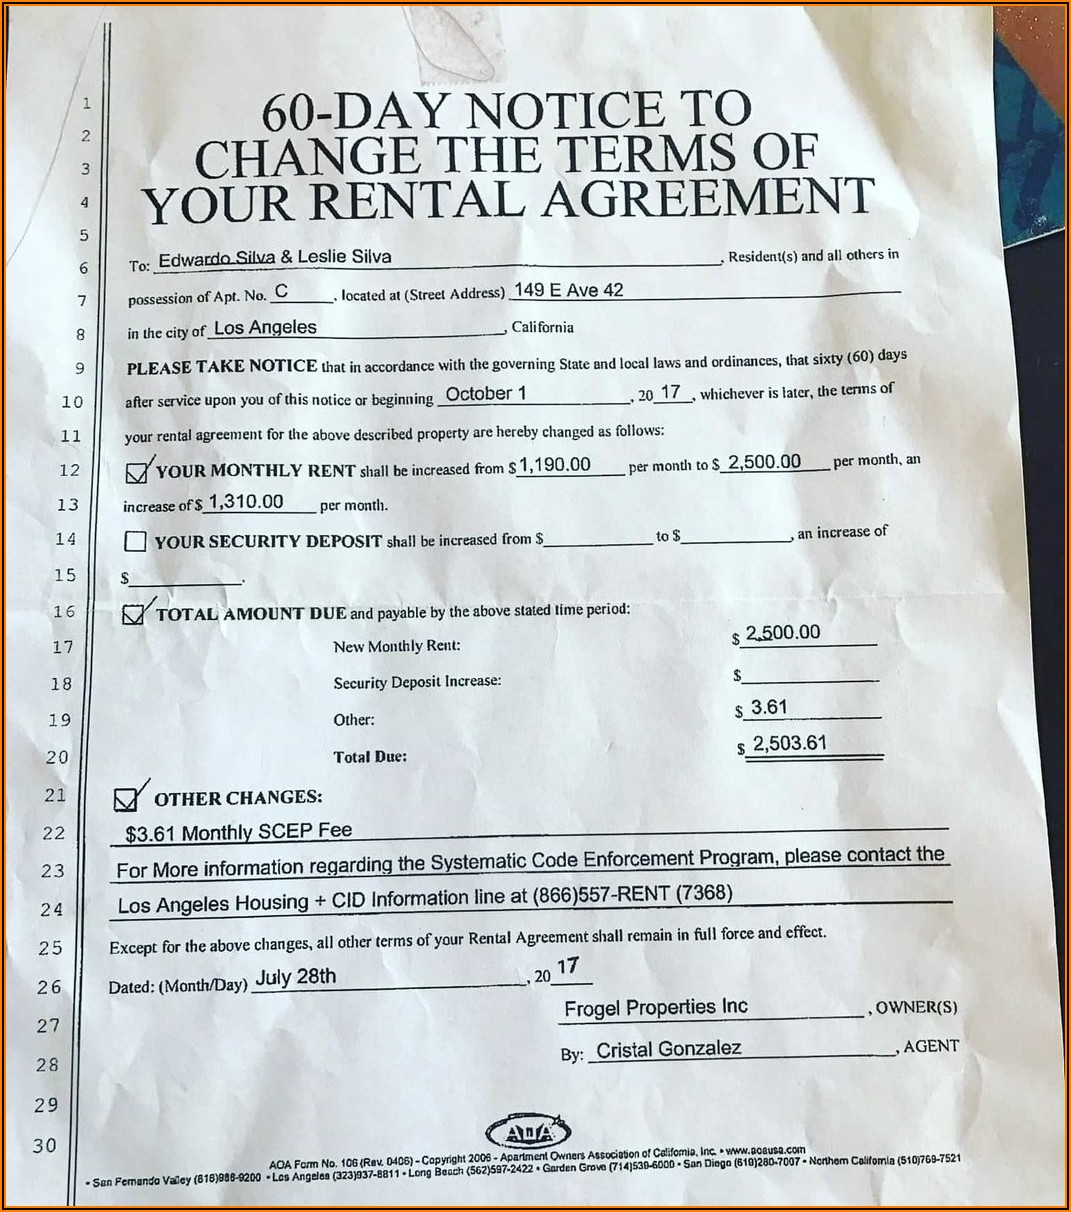 1
60-DAY NOTICE TO
2
CHANGE THE TERMS OF
3
4
YOUR RENTAL AGREEMENT
5
6 To: Edwardo Silva & Leslie Silva, Resident(s) and all others in
7 possession of Apt. No. C, located at (Street Address) 149 E Ave 42
8 in the city of Los Angeles, California
9 PLEASE TAKE NOTICE that in accordance with the governing State and local laws and ordinances, that sixty (60) days
10 after service upon you of this notice or beginning October 1, 20 17, whichever is later, the terms of
11 your rental agreement for the above described property are hereby changed as follows:
12 YOUR MONTHLY RENT shall be increased from $ 1,190.00 per month to $ 2,500.00 per month, an
13 increase of $ 1,310.00 per month.
14 YOUR SECURITY DEPOSIT shall be increased from $ to $, an increase of
15 $.
16 TOTAL AMOUNT DUE and payable by the above stated time period:
17 New Monthly Rent: $ 2,500.00
18 Security Deposit Increase: $
19 Other: $ 3.61
20 Total Due: $ 2,503.61
21 OTHER CHANGES:
22 $3.61 Monthly SCEP Fee
23 For More information regarding the Systematic Code Enforcement Program, please contact the
24 Los Angeles Housing + CID Information line at (866)557-RENT (7368)
25 Except for the above changes, all other terms of your Rental Agreement shall remain in full force and effect.
26 Dated: (Month/Day) July 28th, 20 17
27 Frogel Properties Inc, OWNER(S)
28 By: Cristal Gonzalez, AGENT
29
30
AOA
AOA Form No. 106 (Rev. 0406) – Copyright 2006 – Apartment Owners Association of California, Inc. • www.aoausa.com
• San Fernando Valley (818)988-9200 • Los Angeles (323)937-8811 • Long Beach (562)597-2422 • Garden Grove (714)539-6000 • San Diego (619)280-7007 • Northern California (510)769-7521